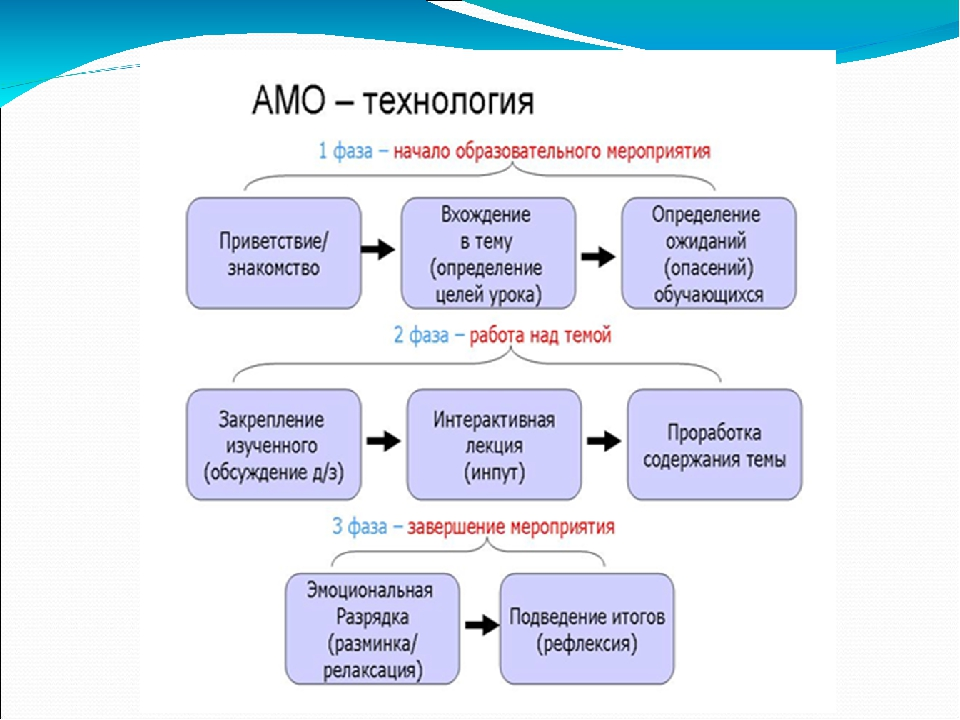 АМО – технология
1 фаза – начало образовательного мероприятия
Приветствие/
знакомство
Вхождение
в тему
(определение
целей урока)
Определение
ожиданий
(опасений)
обучающихся
2 фаза – работа над темой
Закрепление
изученного
(обсуждение д/з)
Интерактивная
лекция
(инпут)
Проработка
содержания темы
3 фаза – завершение мероприятия
Эмоциональная
Разрядка
(разминка/
релаксация)
Подведение итогов
(рефлексия)